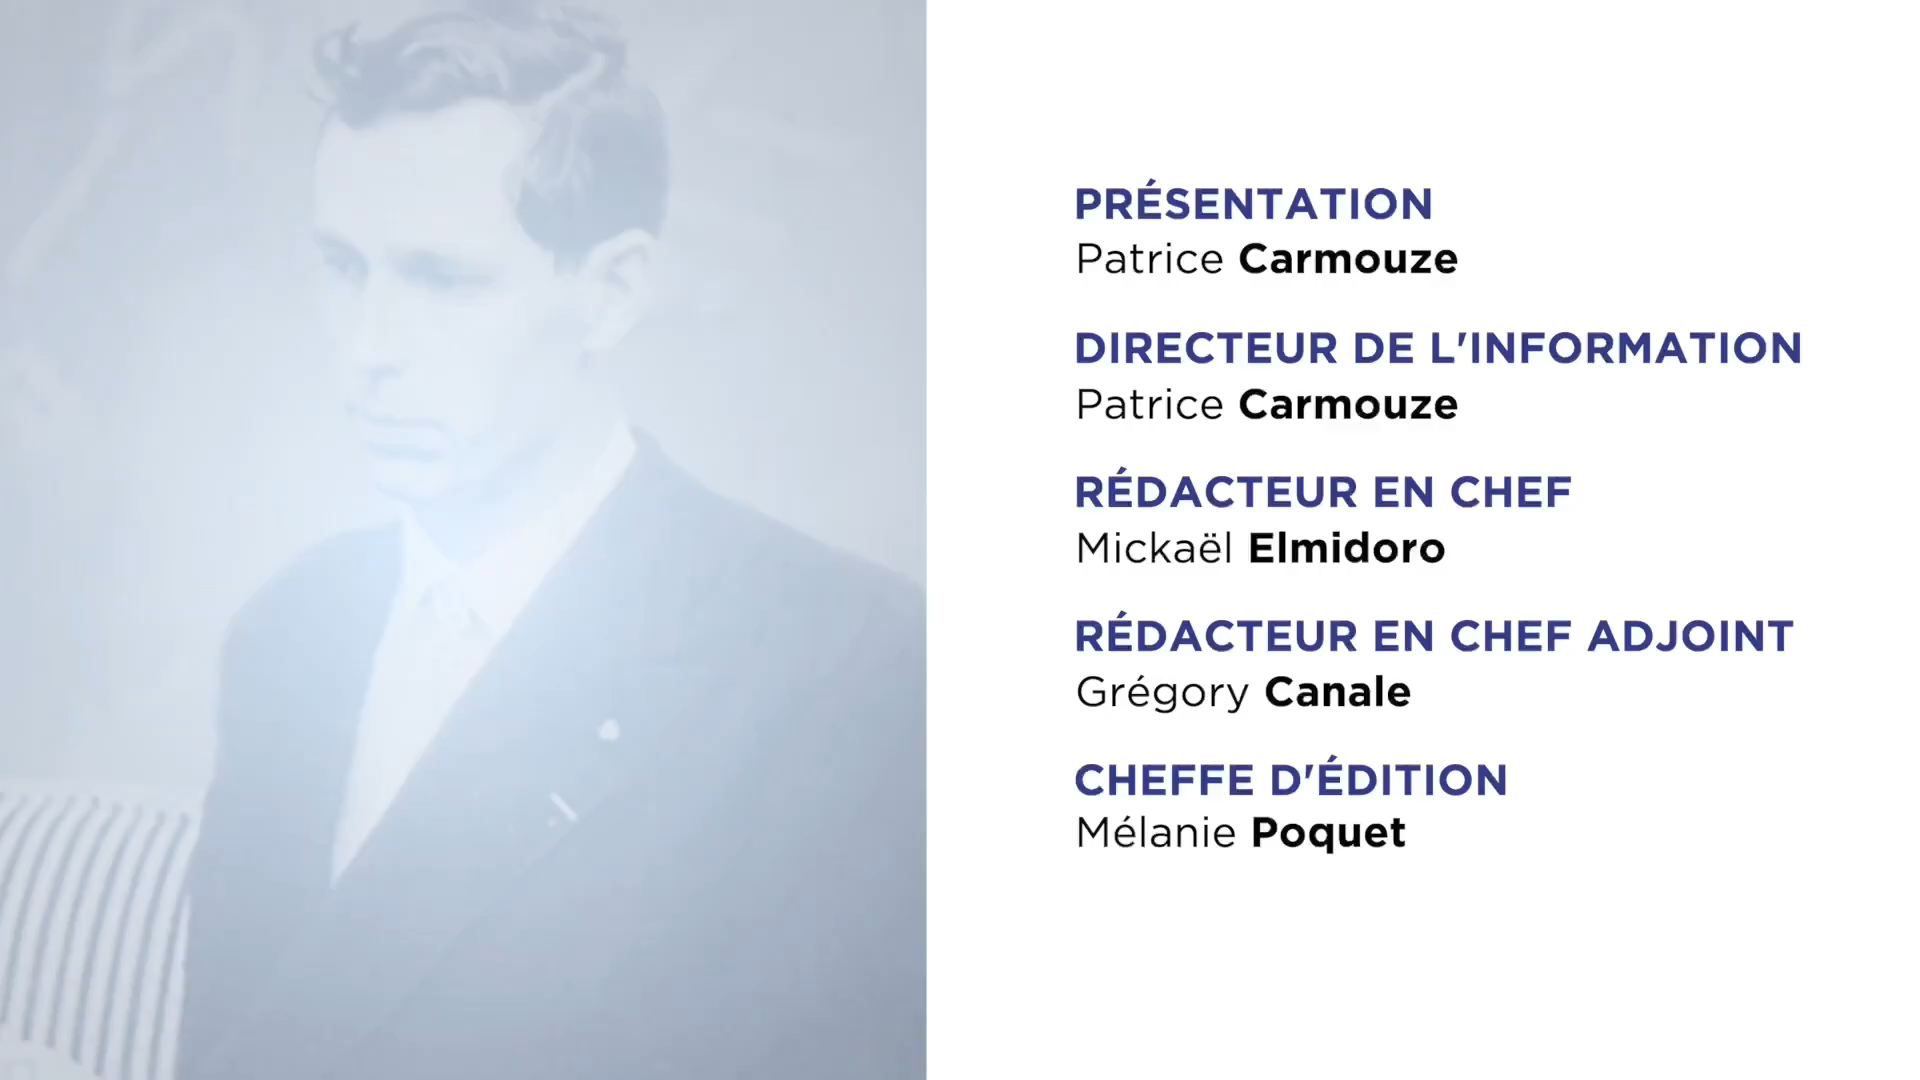 PRÉSENTATION
Patrice Carmouze
DIRECTEUR DE L'INFORMATION
Patrice Carmouze
RÉDACTEUR EN CHEF
Mickaël Elmidoro
RÉDACTEUR EN CHEF ADJOINT
Grégory Canale
CHEFFE D'ÉDITION
Mélanie Poquet